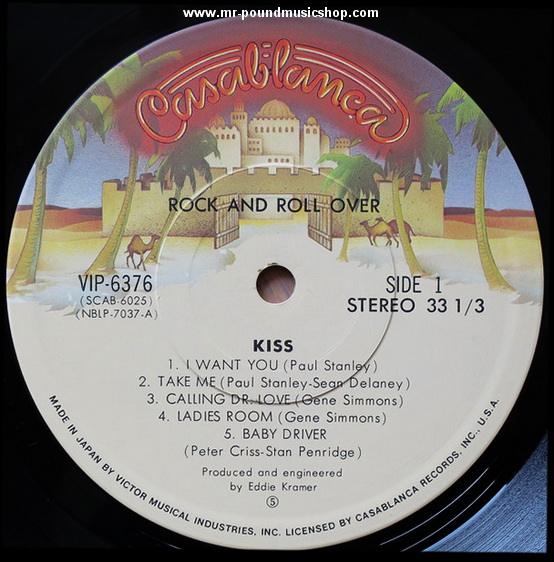 www.mr-poundmusicshop.com
Casablanca
ROCK AND ROLL OVER
VIP-6376
(SCAB-6025)
(NBLP-7037-A)
SIDE 1
STEREO 33 1/3
KISS
1. I WANT YOU (Paul Stanley)
2. TAKE ME (Paul Stanley-Sean Delaney)
3. CALLING DR. LOVE (Gene Simmons)
4. LADIES ROOM (Gene Simmons)
5. BABY DRIVER
(Peter Criss-Stan Penridge)
Produced and engineered
by Eddie Kramer
⑤
MADE IN JAPAN BY VICTOR MUSICAL INDUSTRIES, INC. LICENSED BY CASABLANCA RECORDS, INC., U.S.A.